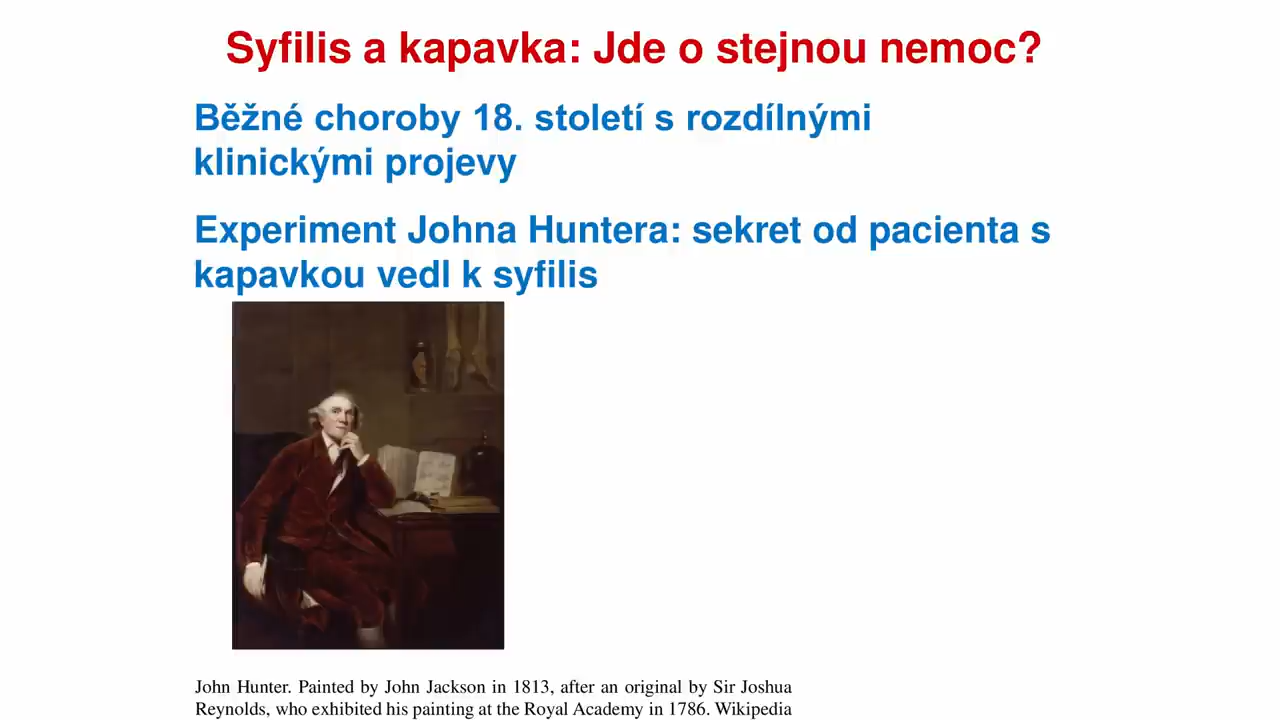 Syfilis a kapavka: Jde o stejnou nemoc?
Běžné choroby 18. století s rozdílnými
klinickými projevy
Experiment Johna Huntera: sekret od pacienta s
kapavkou vedl k syfilis
John Hunter. Painted by John Jackson in 1813, after an original by Sir Joshua
Reynolds, who exhibited his painting at the Royal Academy in 1786. Wikipedia